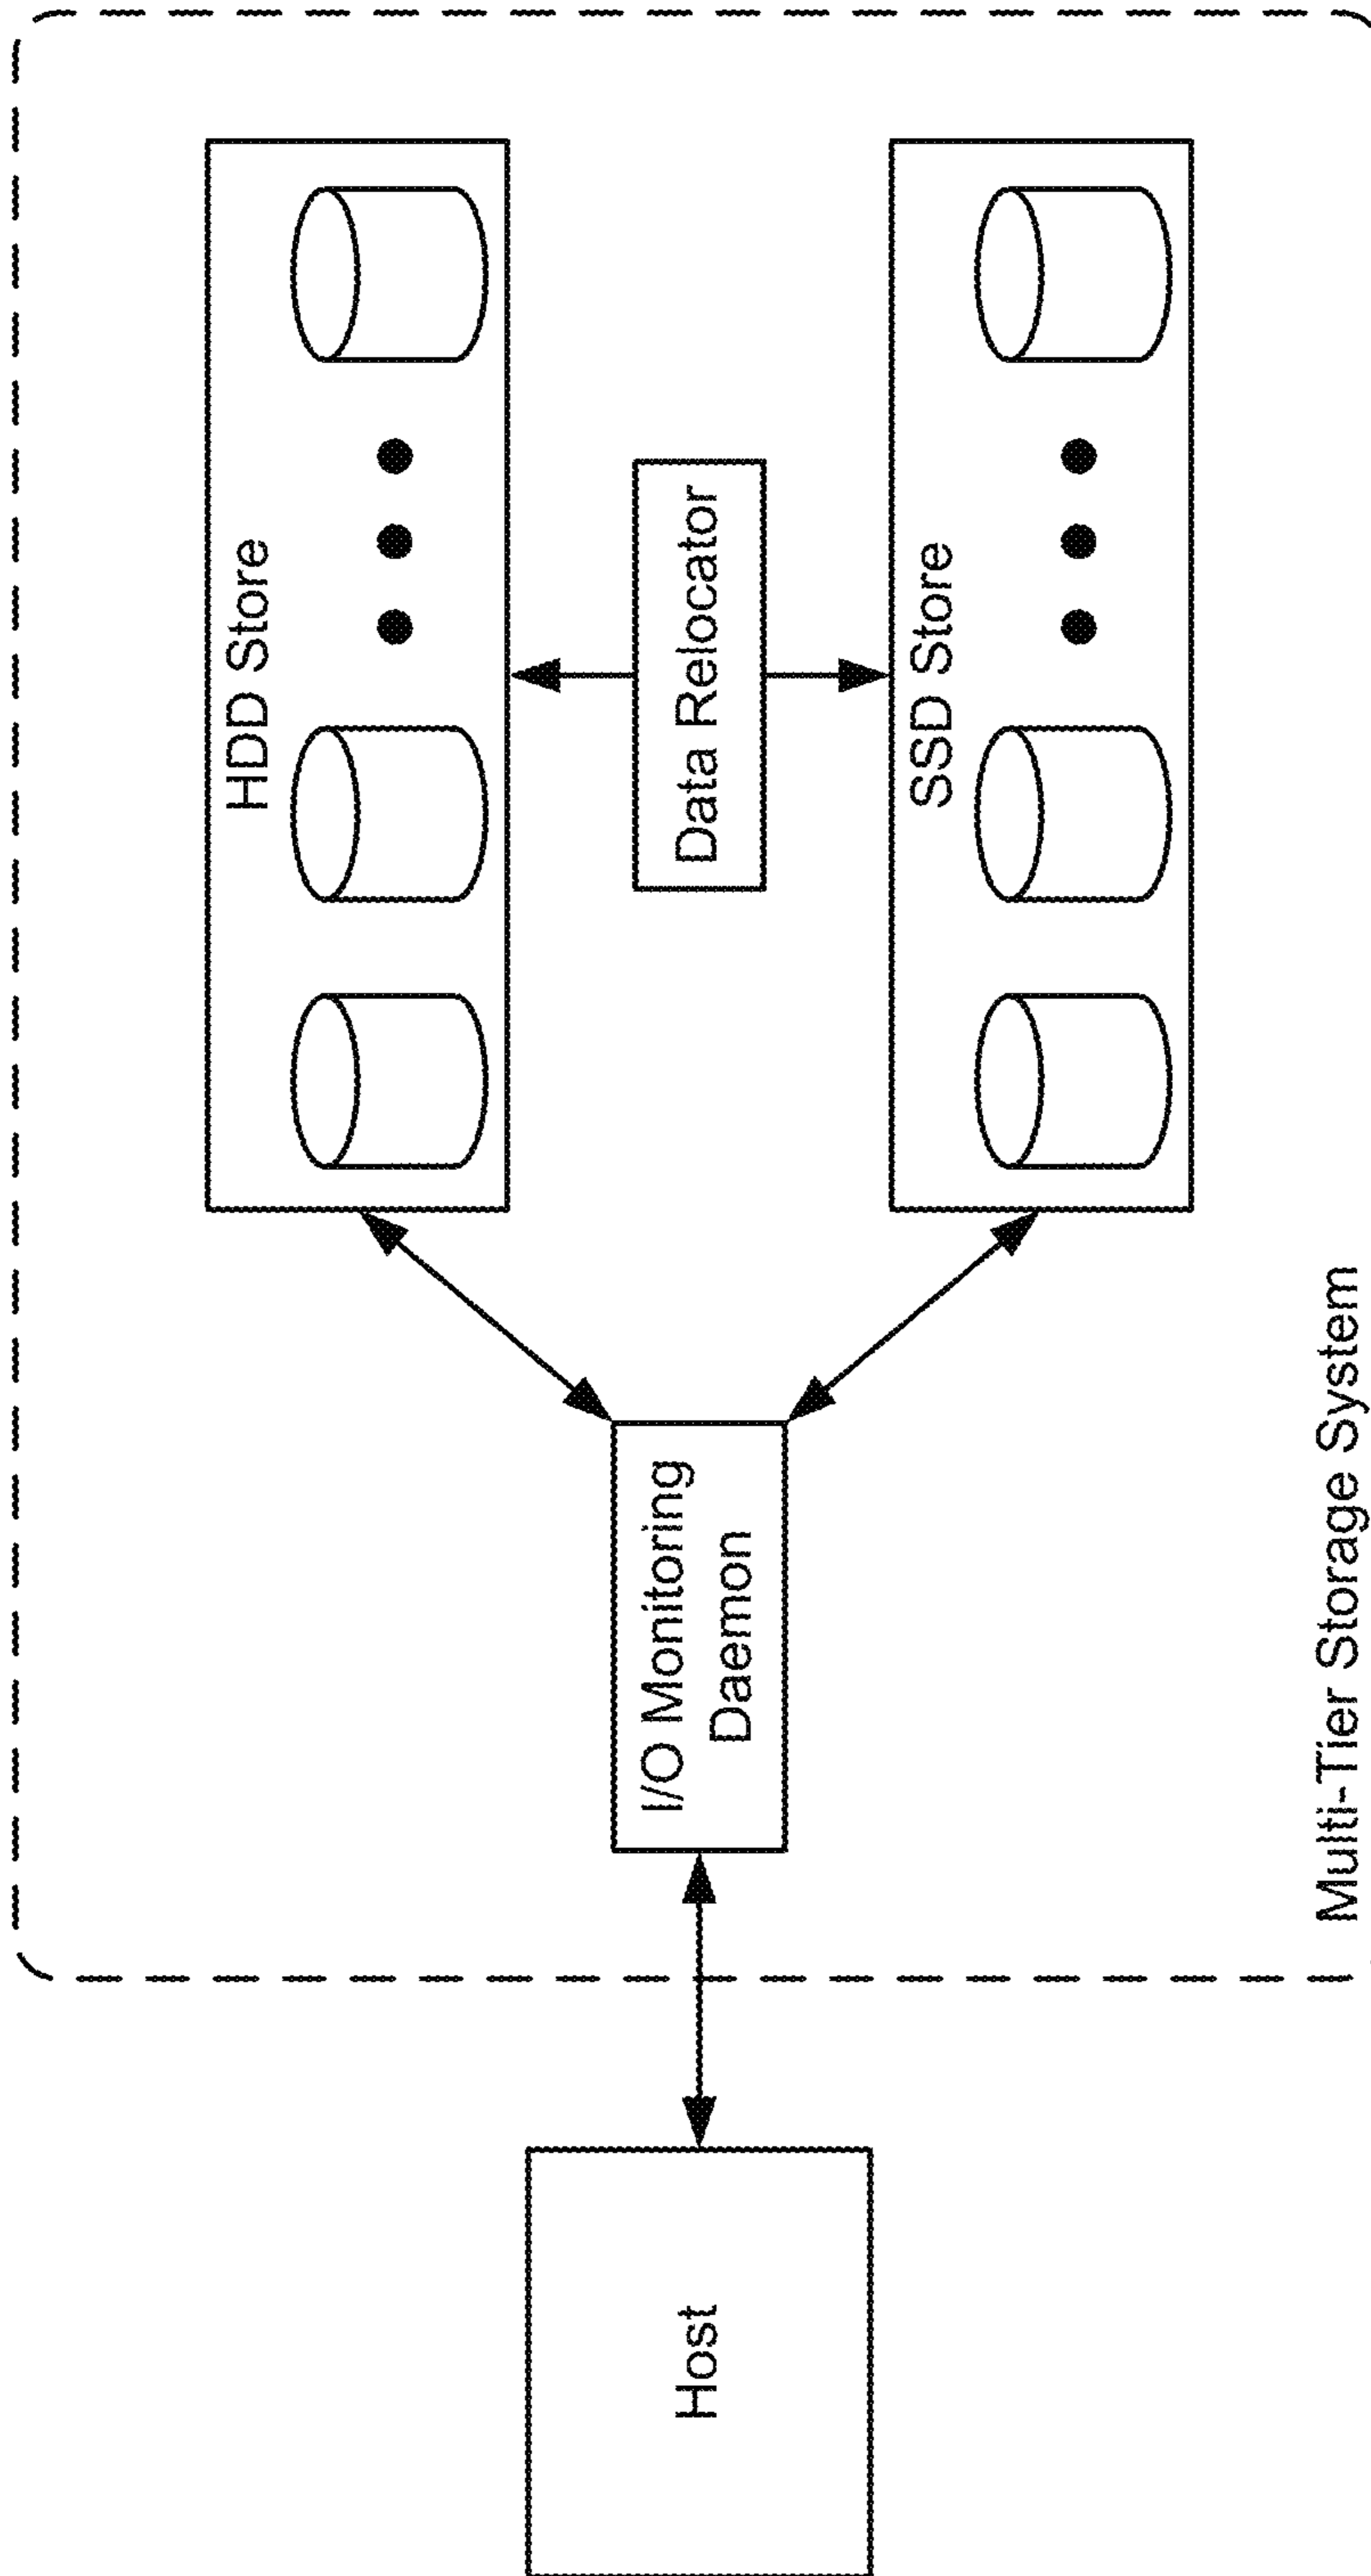 Host
I/O Monitoring
Daemon
HDD Store
Data Relocator
SSD Store
Multi-Tier Storage System